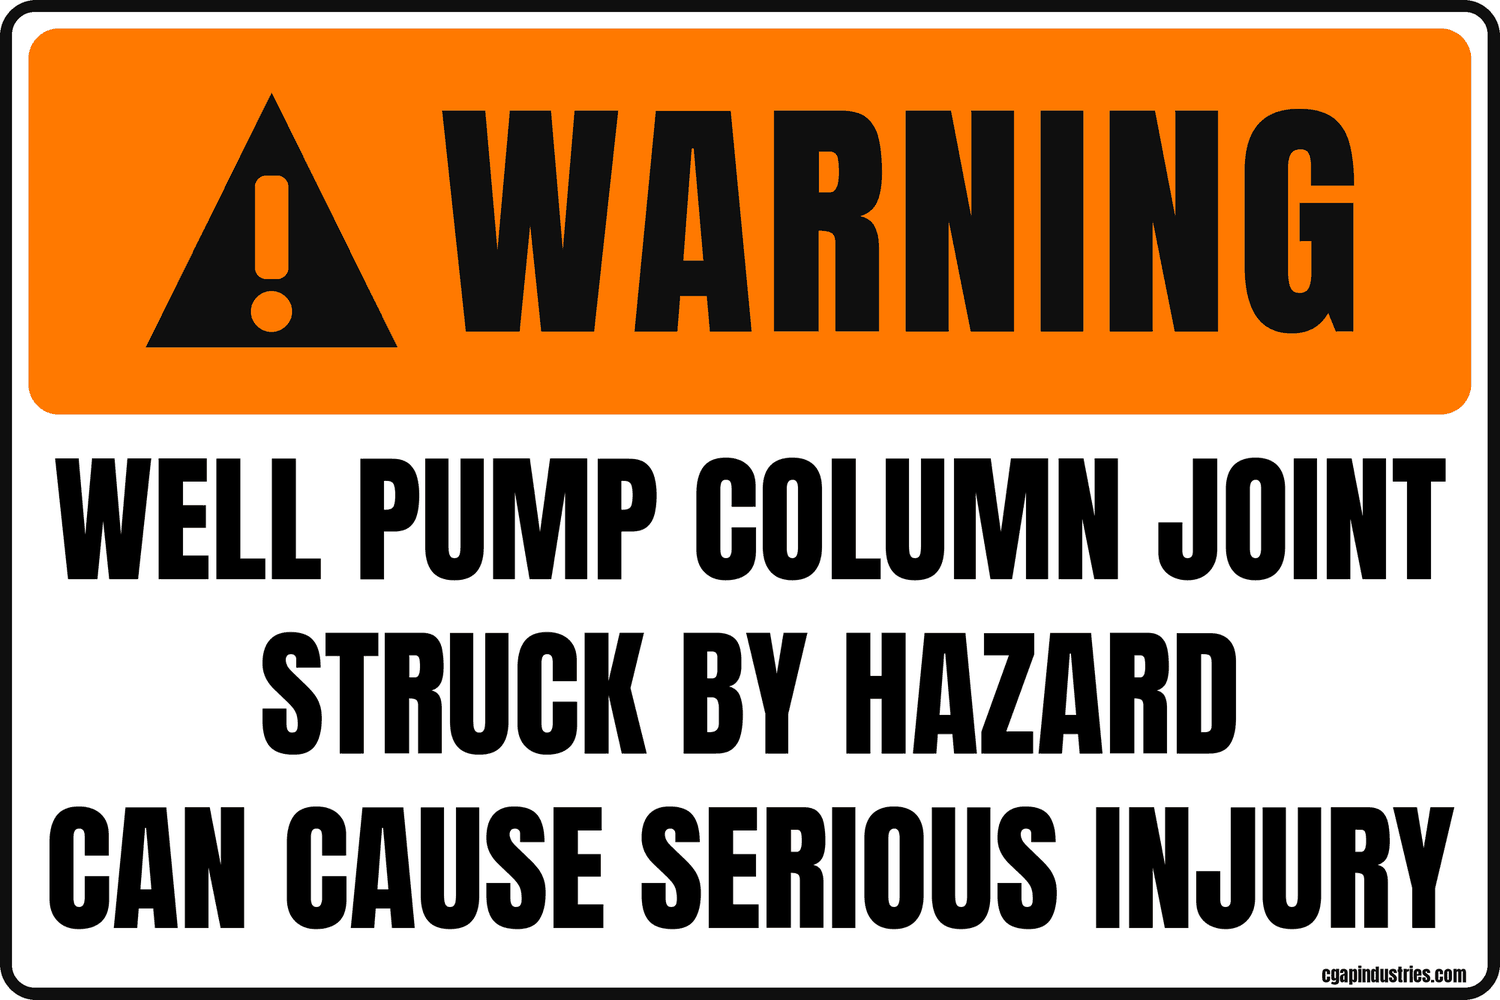 WARNING
WELL PUMP COLUMN JOINT
STRUCK BY HAZARD
CAN CAUSE SERIOUS INJURY
cgapindustries.com